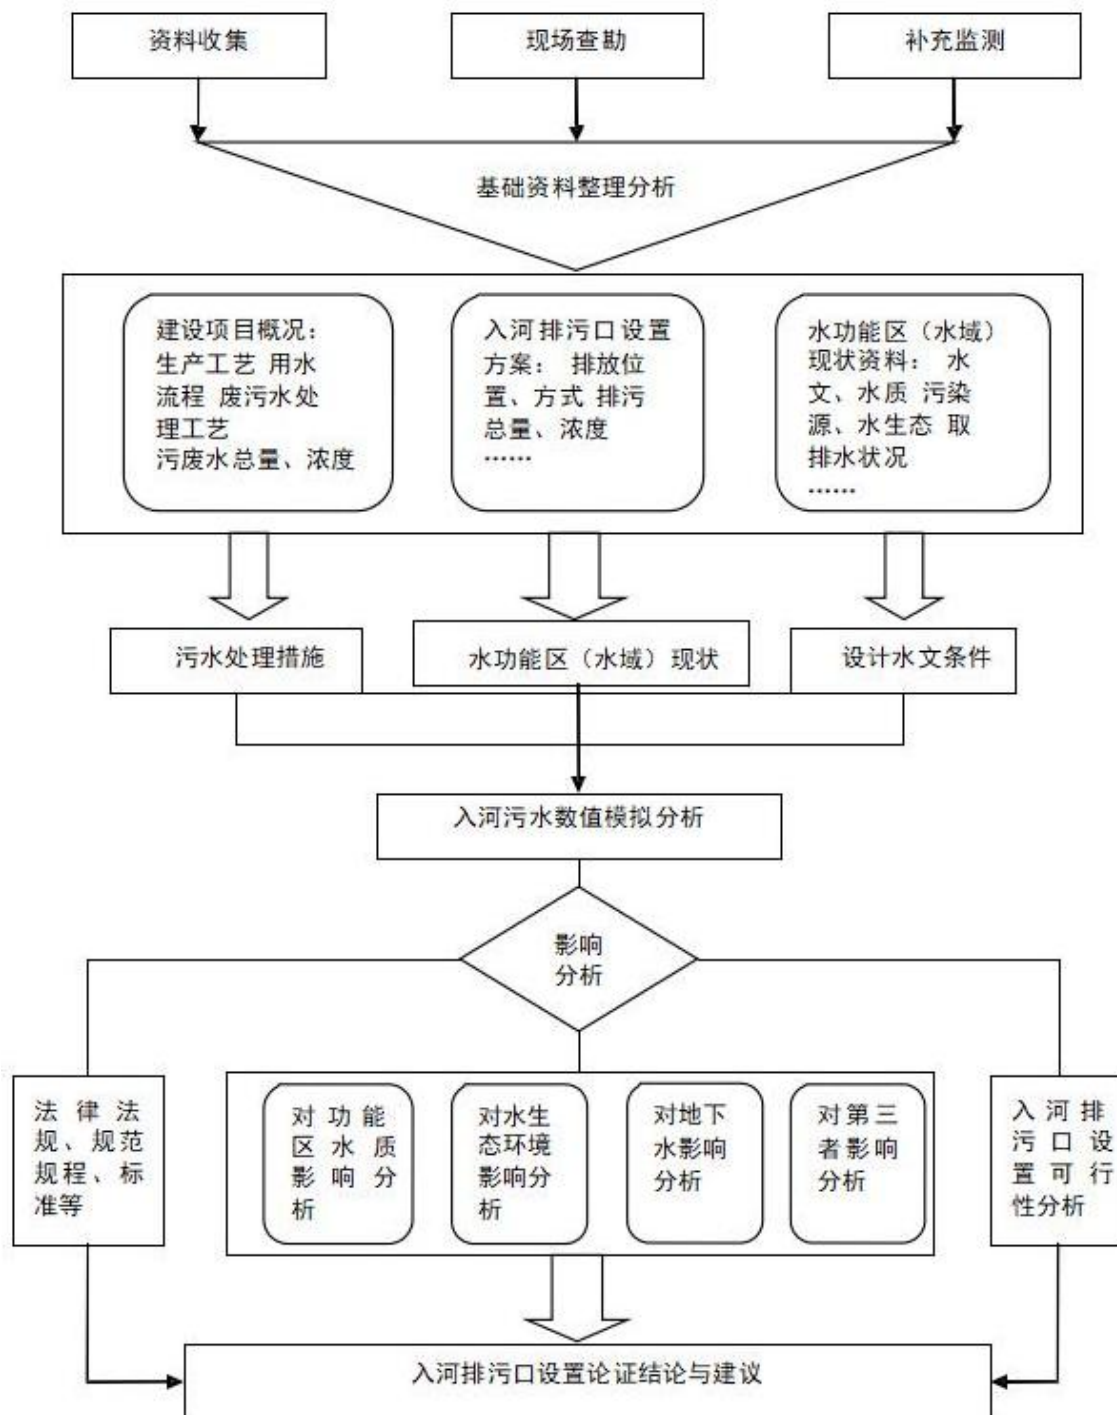 资料收集
现场查勘
补充监测
基础资料整理分析
建设项目概况：
生产工艺 用水
流程 废污水处
理工艺
污废水总量、浓度
入河排污口设置
方案： 排放位
置、方式 排污
总量、浓度
……
水功能区（水域）
现状资料： 水
文、水质 污染
源、水生态 取
排水状况
……
污水处理措施
水功能区（水域）现状
设计水文条件
入河污水数值模拟分析
影响
分析
法律法
规、规范
规程、标
准等
对功能
区水质
影响分
析
对水生
态环境
影响分
析
对地下
水影响
分析
对第三
者影响
分析
入河排
污口设
置可行
性分析
入河排污口设置论证结论与建议